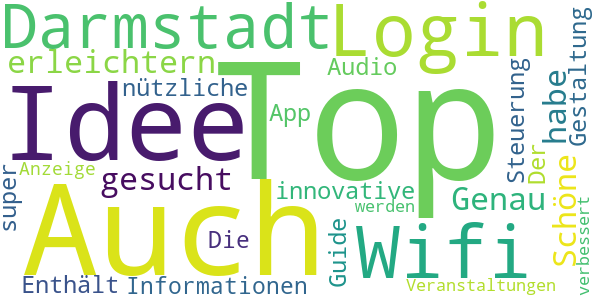 Darmstadt
Login
erleichtern
Audio
nützliche
Idee
Top
App
Steuerung
habe
Gestaltung
gesucht
super
Anzeige
innovative
Genau
Der
Schöne
werden
Auch
Die
Guide
Wifi
verbessert
Enthält
Informationen
Veranstaltungen